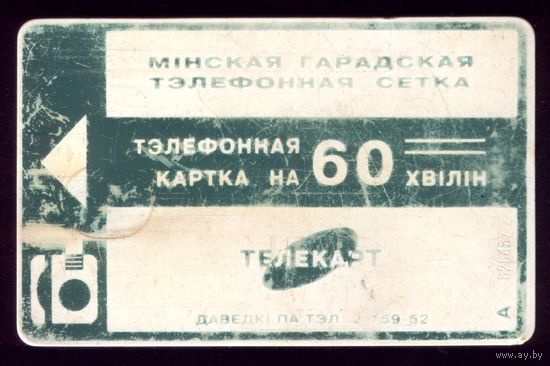 МІНСКАЯ ГАРАДСКАЯ
ТЭЛЕФОННАЯ СЕТКА
ТЭЛЕФОННАЯ
КАРТКА НА 60 ХВІЛІН
ТЕЛЕКАРТ
ДАВЕДКІ ПА ТЭЛ.
А
www.ay.by